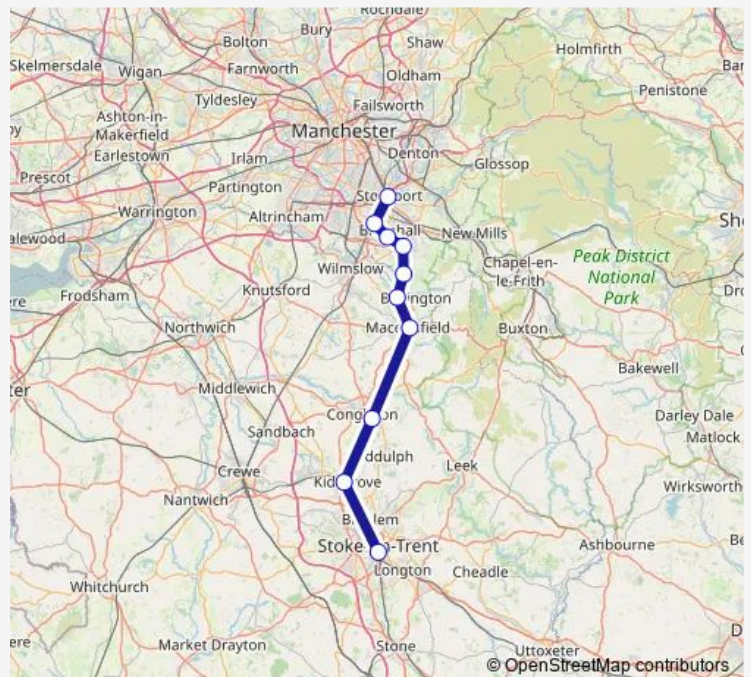 Rochdale
Bury
Bolton
Shaw
Holmfirth
Skelmersdale
Wigan
Farnworth
Oldham
Penistone
Tyldesley
Failsworth
Ashton-in-
Makerfield
Manchester
Earlestown
Irlam
Denton
Glossop
Prescot
Partington
Warrington
Altrincham
New Mills
Wilmslow
Chapel-en-
le-Frith
Peak District
National
Park
Frodsham
Knutsford
Northwich
Buxton
Bakewell
Middlewich
Darley Dale
Sandbach
Matlock
Crewe
Leek
Wirksworth
Nantwich
Ashbourne
Longton
Cheadle
Whitchurch
Market Drayton
Stone
Uttoxeter
© OpenStreetMap contributors